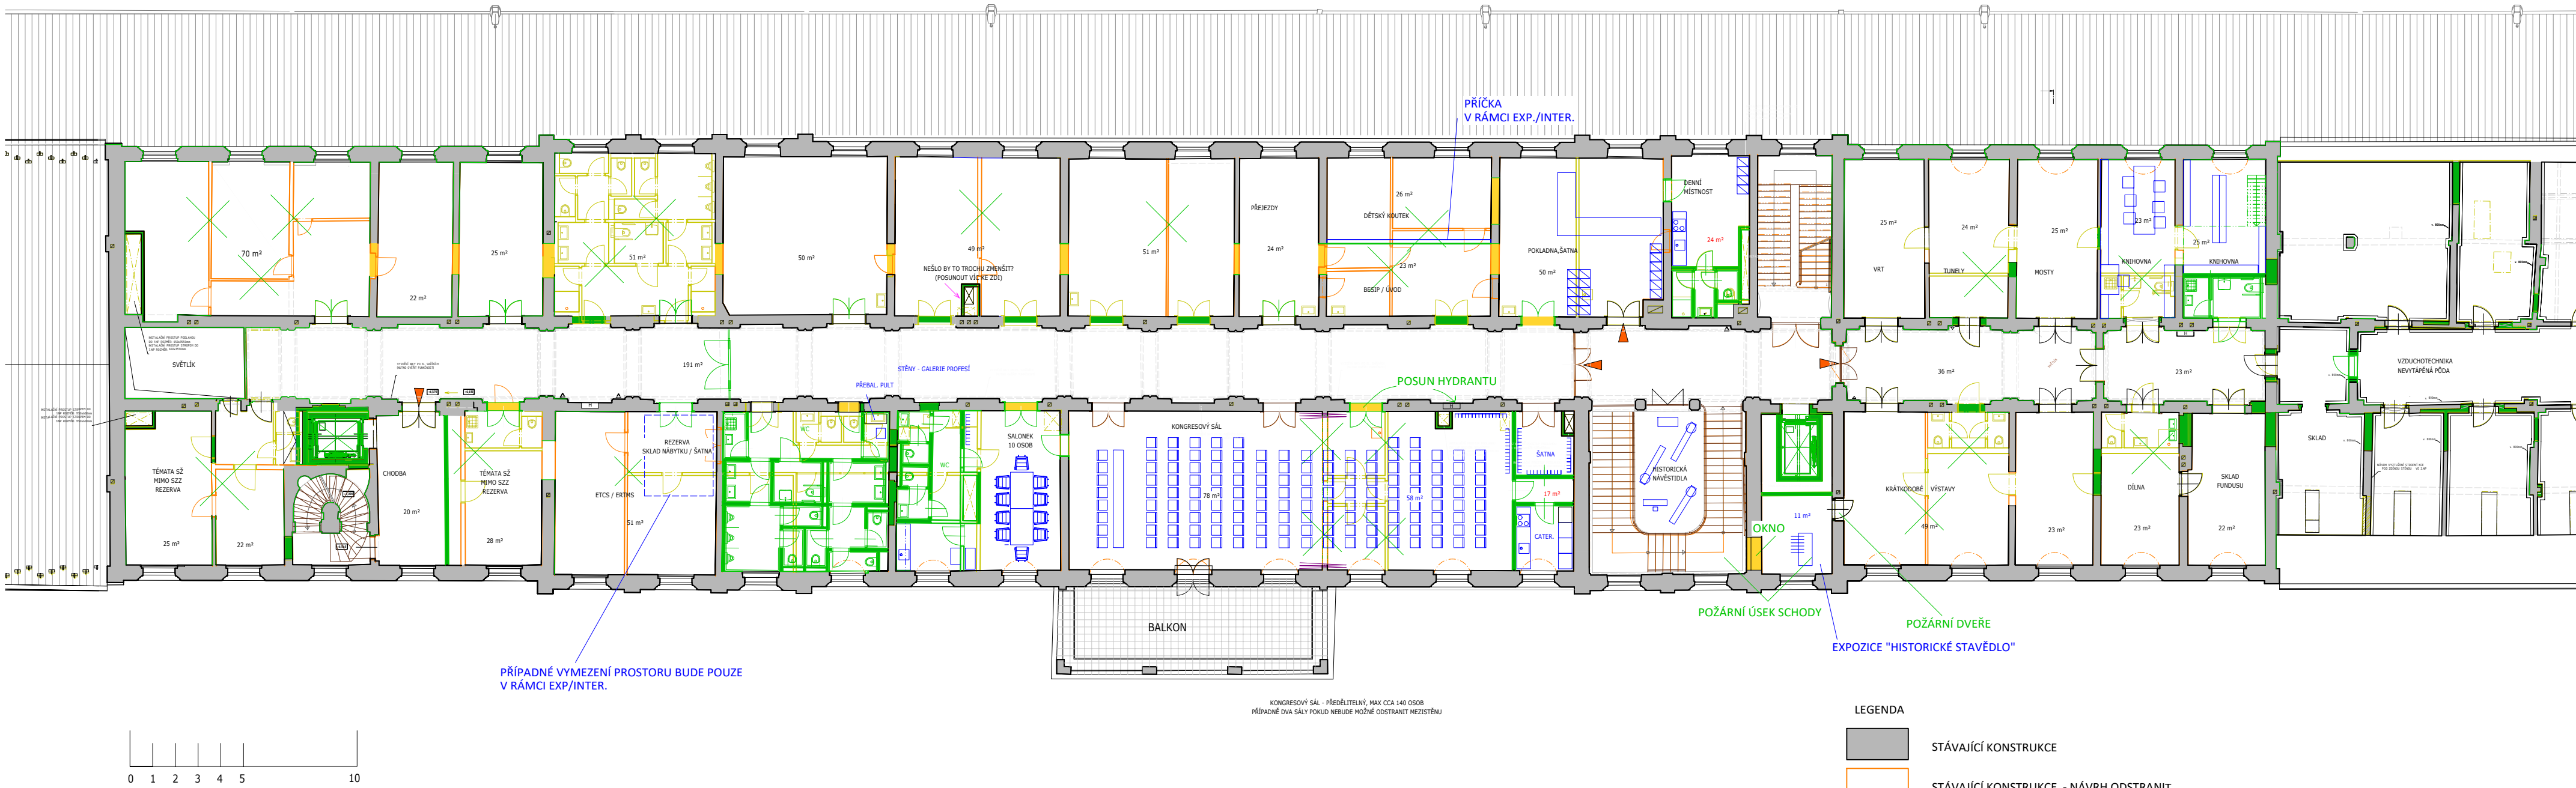 PŘÍČKA
V RÁMCI EXP./INTER.
70 m²
22 m²
25 m²
51 m²
50 m²
49 m²
NEŠLO BY TO TROCHU ZMENŠIT?
(POSUNOUT VÍC KE ZDI)
51 m²
PŘEJEZDY
24 m²
26 m²
DĚTSKÝ KOUTEK
23 m²
BESIP / ÚVOD
POKLADNA,ŠATNA
50 m²
DENNÍ
MÍSTNOST
24 m²
25 m²
VRT
24 m²
TUNELY
25 m²
MOSTY
23 m²
KNIHOVNA
25 m²
KNIHOVNA
SVĚTLÍK
191 m²
STĚNY - GALERIE PROFESÍ
PŘEBAL. PULT
POSUN HYDRANTU
36 m²
23 m²
VZDUCHOTECHNIKA
NEVYTÁPĚNÁ PŮDA
TÉMATA SŽ
MIMO SZZ
REZERVA
25 m²
22 m²
CHODBA
20 m²
TÉMATA SŽ
MIMO SZZ
REZERVA
28 m²
ETCS / ERTMS
51 m²
REZERVA
SKLAD NÁBYTKU / ŠATNA
WC
WC
SALONEK
10 OSOB
KONGRESOVÝ SÁL
78 m²
58 m²
ŠATNA
17 m²
CATER.
HISTORICKÁ
NÁVĚSTIDLA
OKNO
11 m²
KRÁTKODOBÉ VÝSTAVY
49 m²
23 m²
DÍLNA
23 m²
SKLAD
FUNDUSU
22 m²
SKLAD
BALKON
POŽÁRNÍ ÚSEK SCHODY
POŽÁRNÍ DVEŘE
EXPOZICE "HISTORICKÉ STAVĚDLO"
PŘÍPADNÉ VYMEZENÍ PROSTORU BUDE POUZE
V RÁMCI EXP/INTER.
KONGRESOVÝ SÁL - PŘEDĚLITELNÝ, MAX CCA 140 OSOB
PŘÍPADNĚ DVA SÁLY POKUD NEBUDE MOŽNÉ ODSTRANIT MEZISTĚNU
0 1 2 3 4 5 10
LEGENDA
STÁVAJÍCÍ KONSTRUKCE
STÁVAJÍCÍ KONSTRUKCE - NÁVRH ODSTRANIT